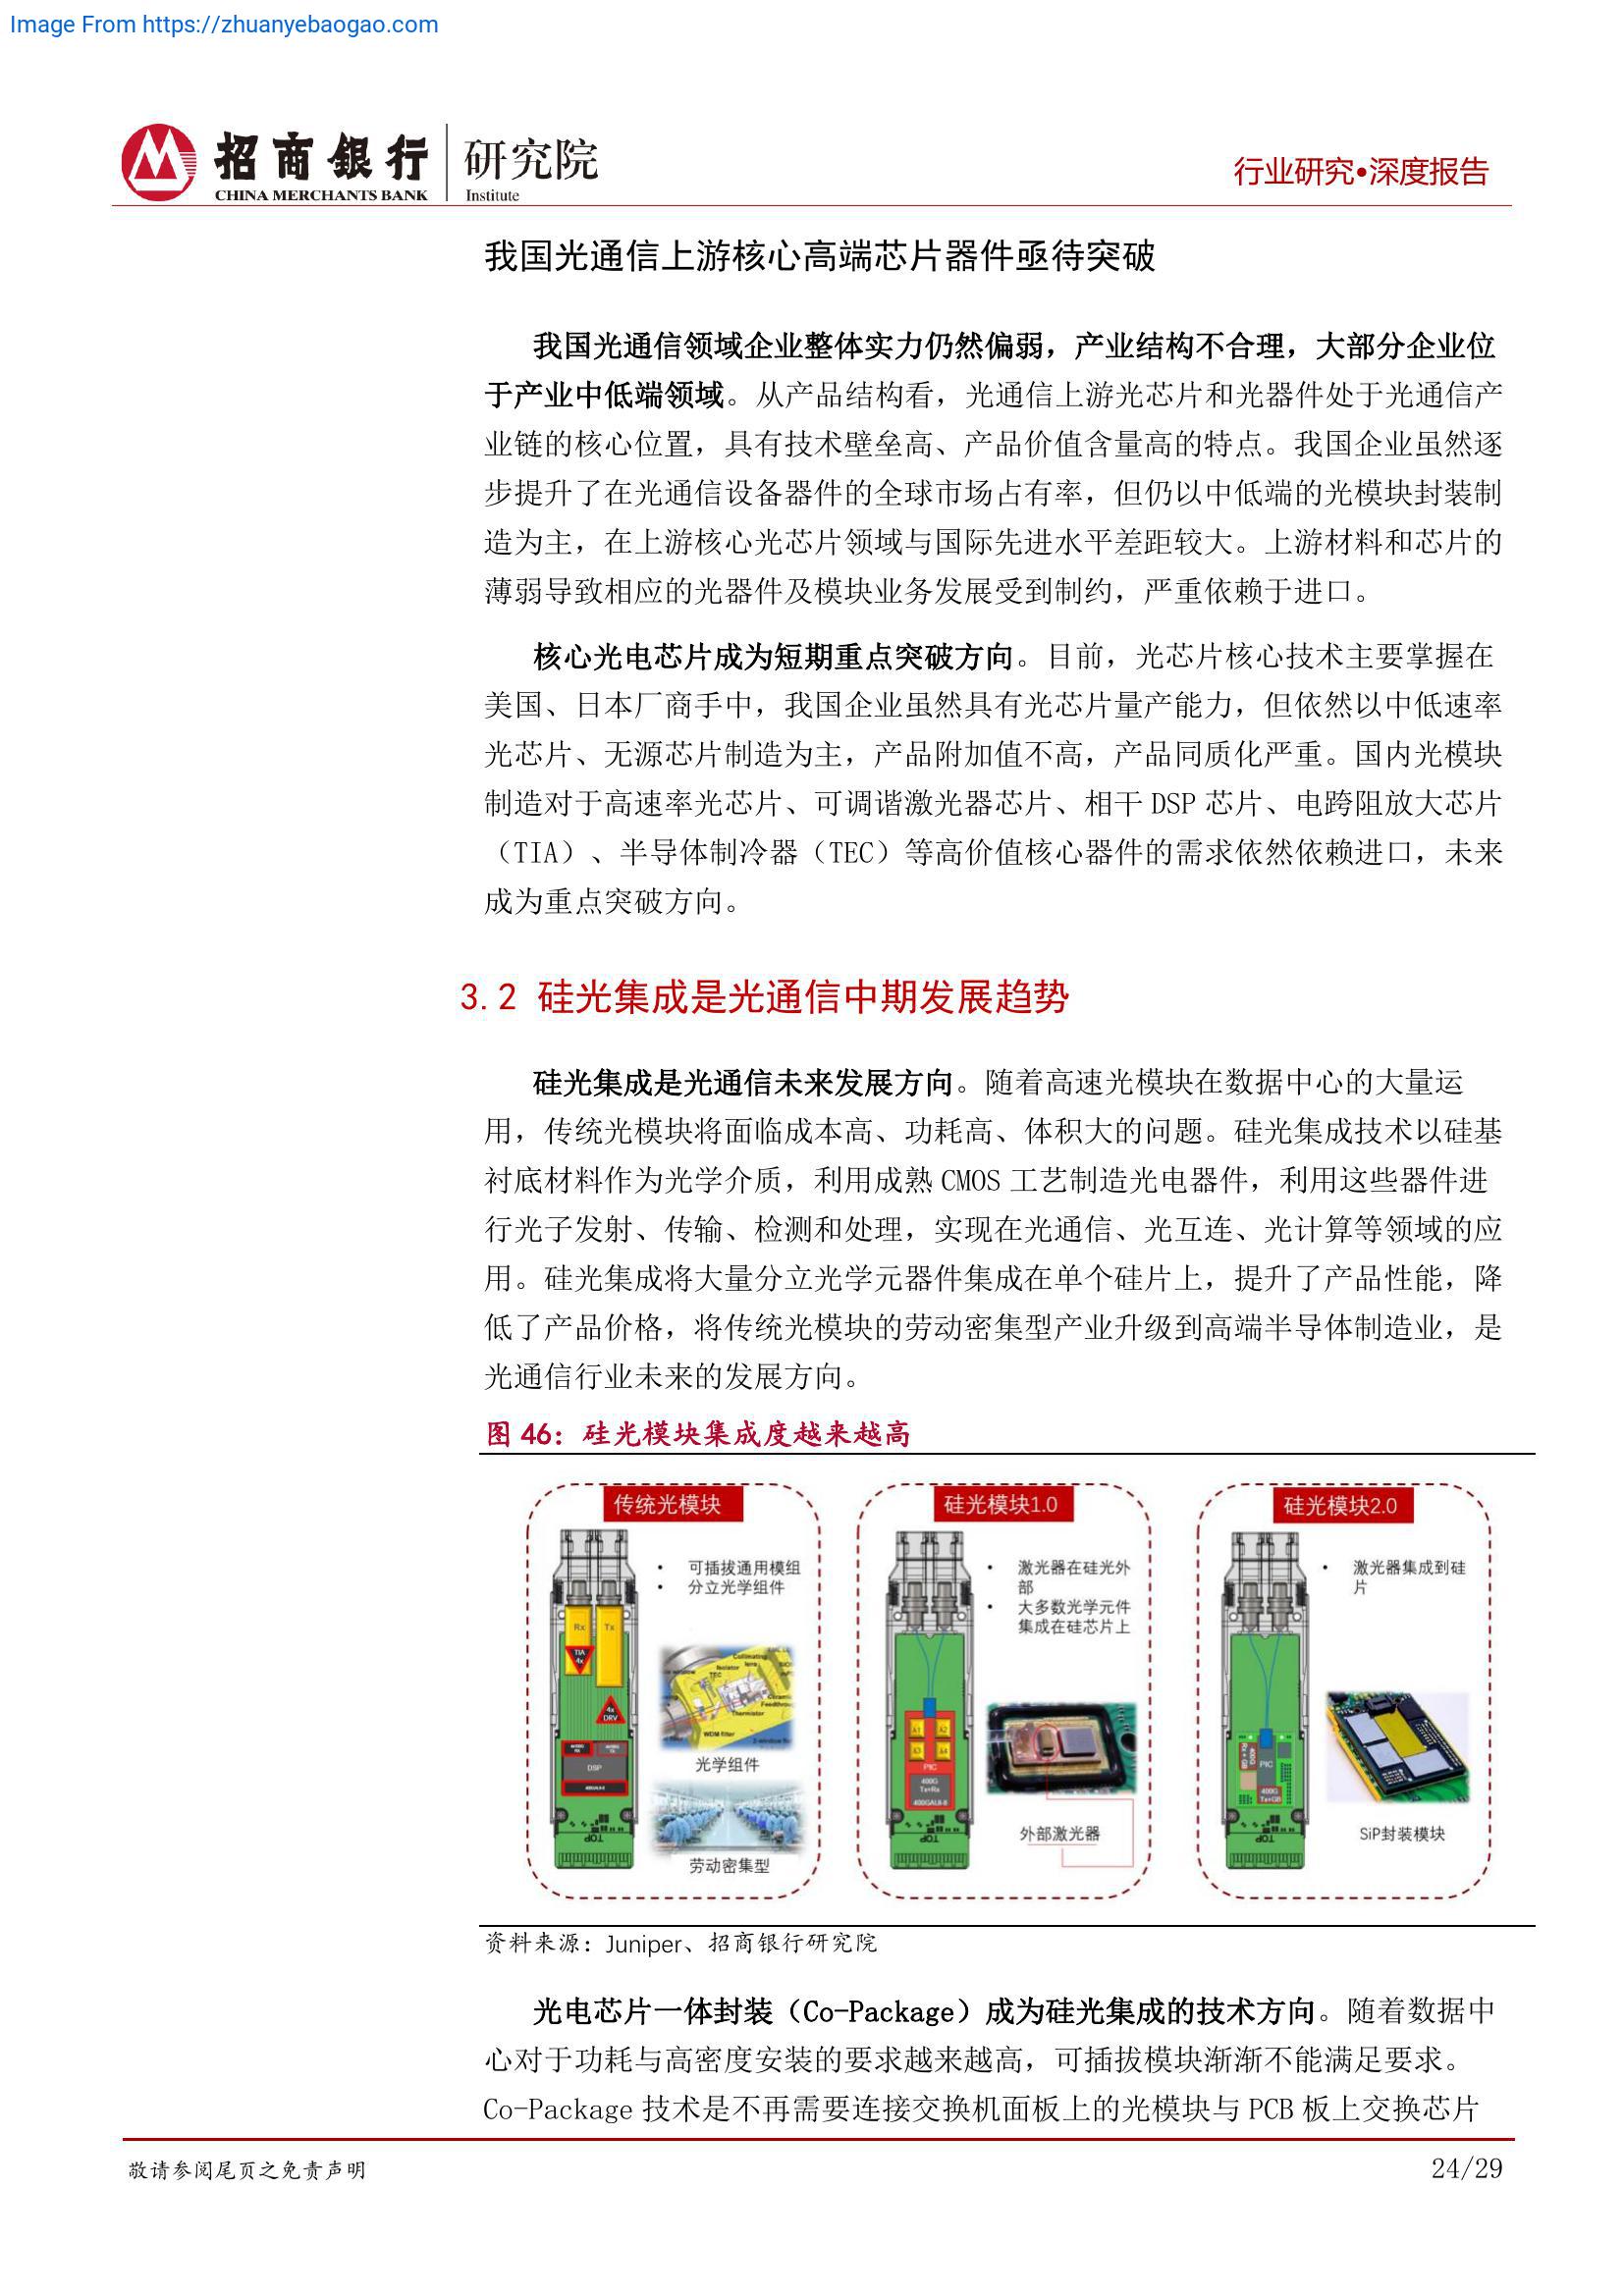 Image From https://zhuanyebaogao.com
招商银行
CHINA MERCHANTS BANK
研究院
Institute
行业研究•深度报告
我国光通信上游核心高端芯片器件亟待突破
我国光通信领域企业整体实力仍然偏弱，产业结构不合理，大部分企业位
于产业中低端领域。从产品结构看，光通信上游光芯片和光器件处于光通信产
业链的核心位置，具有技术壁垒高、产品价值含量高的特点。我国企业虽然逐
步提升了在光通信设备器件的全球市场占有率，但仍以中低端的光模块封装制
造为主，在上游核心光芯片领域与国际先进水平差距较大。上游材料和芯片的
薄弱导致相应的光器件及模块业务发展受到制约，严重依赖于进口。
核心光电芯片成为短期重点突破方向。目前，光芯片核心技术主要掌握在
美国、日本厂商手中，我国企业虽然具有光芯片量产能力，但依然以中低速率
光芯片、无源芯片制造为主，产品附加值不高，产品同质化严重。国内光模块
制造对于高速率光芯片、可调谐激光器芯片、相干 DSP 芯片、电跨阻放大芯片
（TIA）、半导体制冷器（TEC）等高价值核心器件的需求依然依赖进口，未来
成为重点突破方向。
3.2 硅光集成是光通信中期发展趋势
硅光集成是光通信未来发展方向。随着高速光模块在数据中心的大量运
用，传统光模块将面临成本高、功耗高、体积大的问题。硅光集成技术以硅基
衬底材料作为光学介质，利用成熟 CMOS 工艺制造光电器件，利用这些器件进
行光子发射、传输、检测和处理，实现在光通信、光互连、光计算等领域的应
用。硅光集成将大量分立光学元器件集成在单个硅片上，提升了产品性能，降
低了产品价格，将传统光模块的劳动密集型产业升级到高端半导体制造业，是
光通信行业未来的发展方向。
图 46：硅光模块集成度越来越高
传统光模块
• 可插拔通用模组
• 分立光学组件
Rx
Tx
TIA
4x
4x
DRV
DSP
TOP
Collimating
lens
Isolator
TEC
Thermistor
WDM filter
光学组件
劳动密集型
硅光模块1.0
• 激光器在硅光外
部
• 大多数光学元件
集成在硅芯片上
PIC
400G
Tx+Rx
400GAUI-8
TOP
外部激光器
硅光模块2.0
• 激光器集成到硅
片
PIC
400G
Tx+GB
TOP
SiP封装模块
资料来源：Juniper、招商银行研究院
光电芯片一体封装（Co-Package）成为硅光集成的技术方向。随着数据中
心对于功耗与高密度安装的要求越来越高，可插拔模块渐渐不能满足要求。
Co-Package 技术是不再需要连接交换机面板上的光模块与 PCB 板上交换芯片
敬请参阅尾页之免责声明
24/29